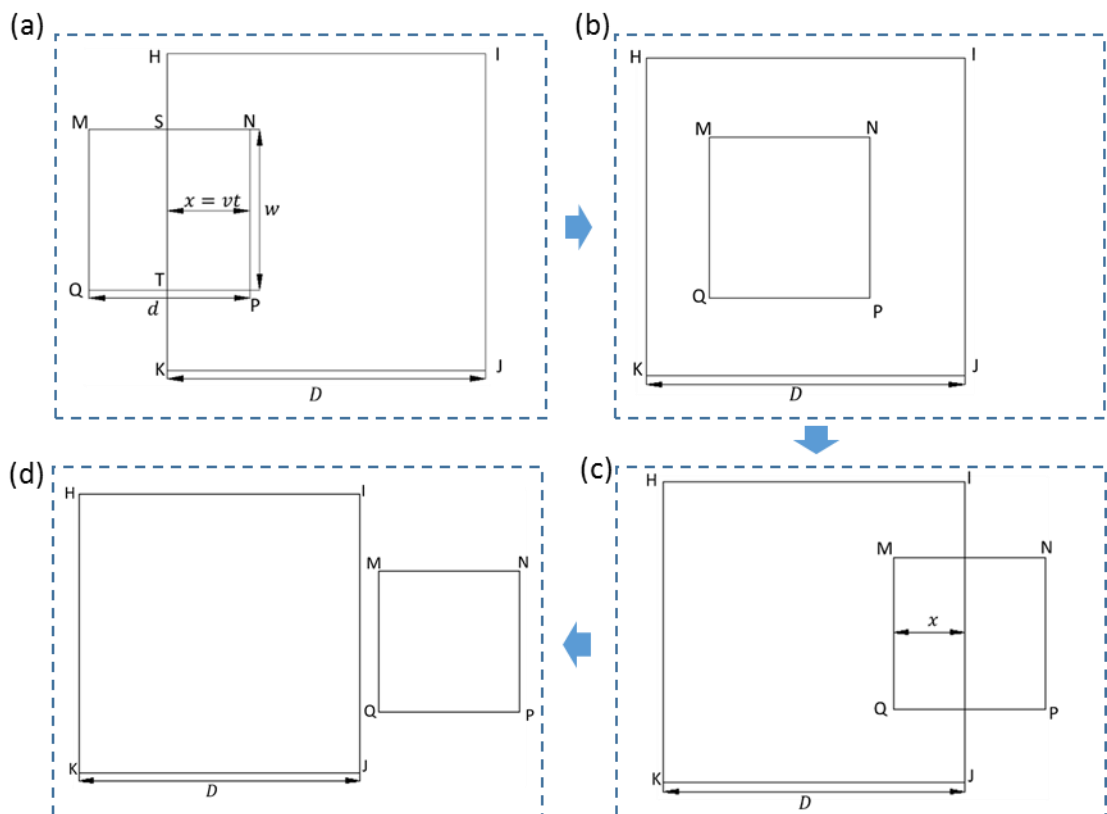 (a)
H I
M S N
x = vt
w
Q T P
d
K J
D
(b)
H I
M N
Q P
K J
D
(d)
H I
M N
Q P
K J
D
(c)
H I
M N
x
Q P
K J
D